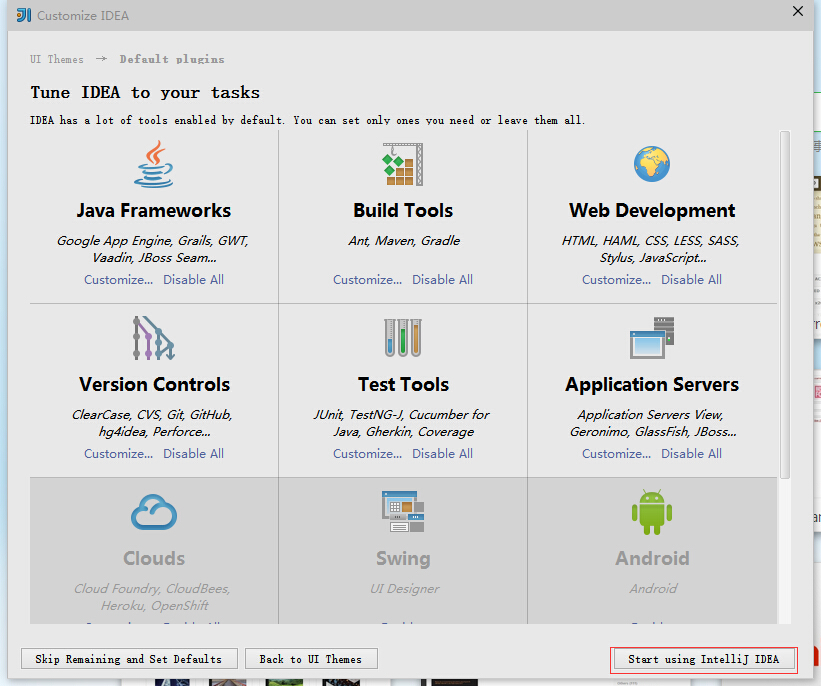 Customize IDEA
UI Themes → Default plugins
Tune IDEA to your tasks
IDEA has a lot of tools enabled by default. You can set only ones you need or leave them all.
Java Frameworks
Google App Engine, Grails, GWT,
Vaadin, JBoss Seam...
Customize... Disable All
Build Tools
Ant, Maven, Gradle
Customize... Disable All
Web Development
HTML, HAML, CSS, LESS, SASS,
Stylus, JavaScript...
Customize... Disable All
Version Controls
ClearCase, CVS, Git, GitHub,
hg4idea, Perforce...
Customize... Disable All
Test Tools
JUnit, TestNG-J, Cucumber for
Java, Gherkin, Coverage
Customize... Disable All
Application Servers
Application Servers View,
Geronimo, GlassFish, JBoss...
Customize... Disable All
Clouds
Cloud Foundry, CloudBees,
Heroku, OpenShift
Swing
UI Designer
Android
Android
Skip Remaining and Set Defaults
Back to UI Themes
Start using IntelliJ IDEA